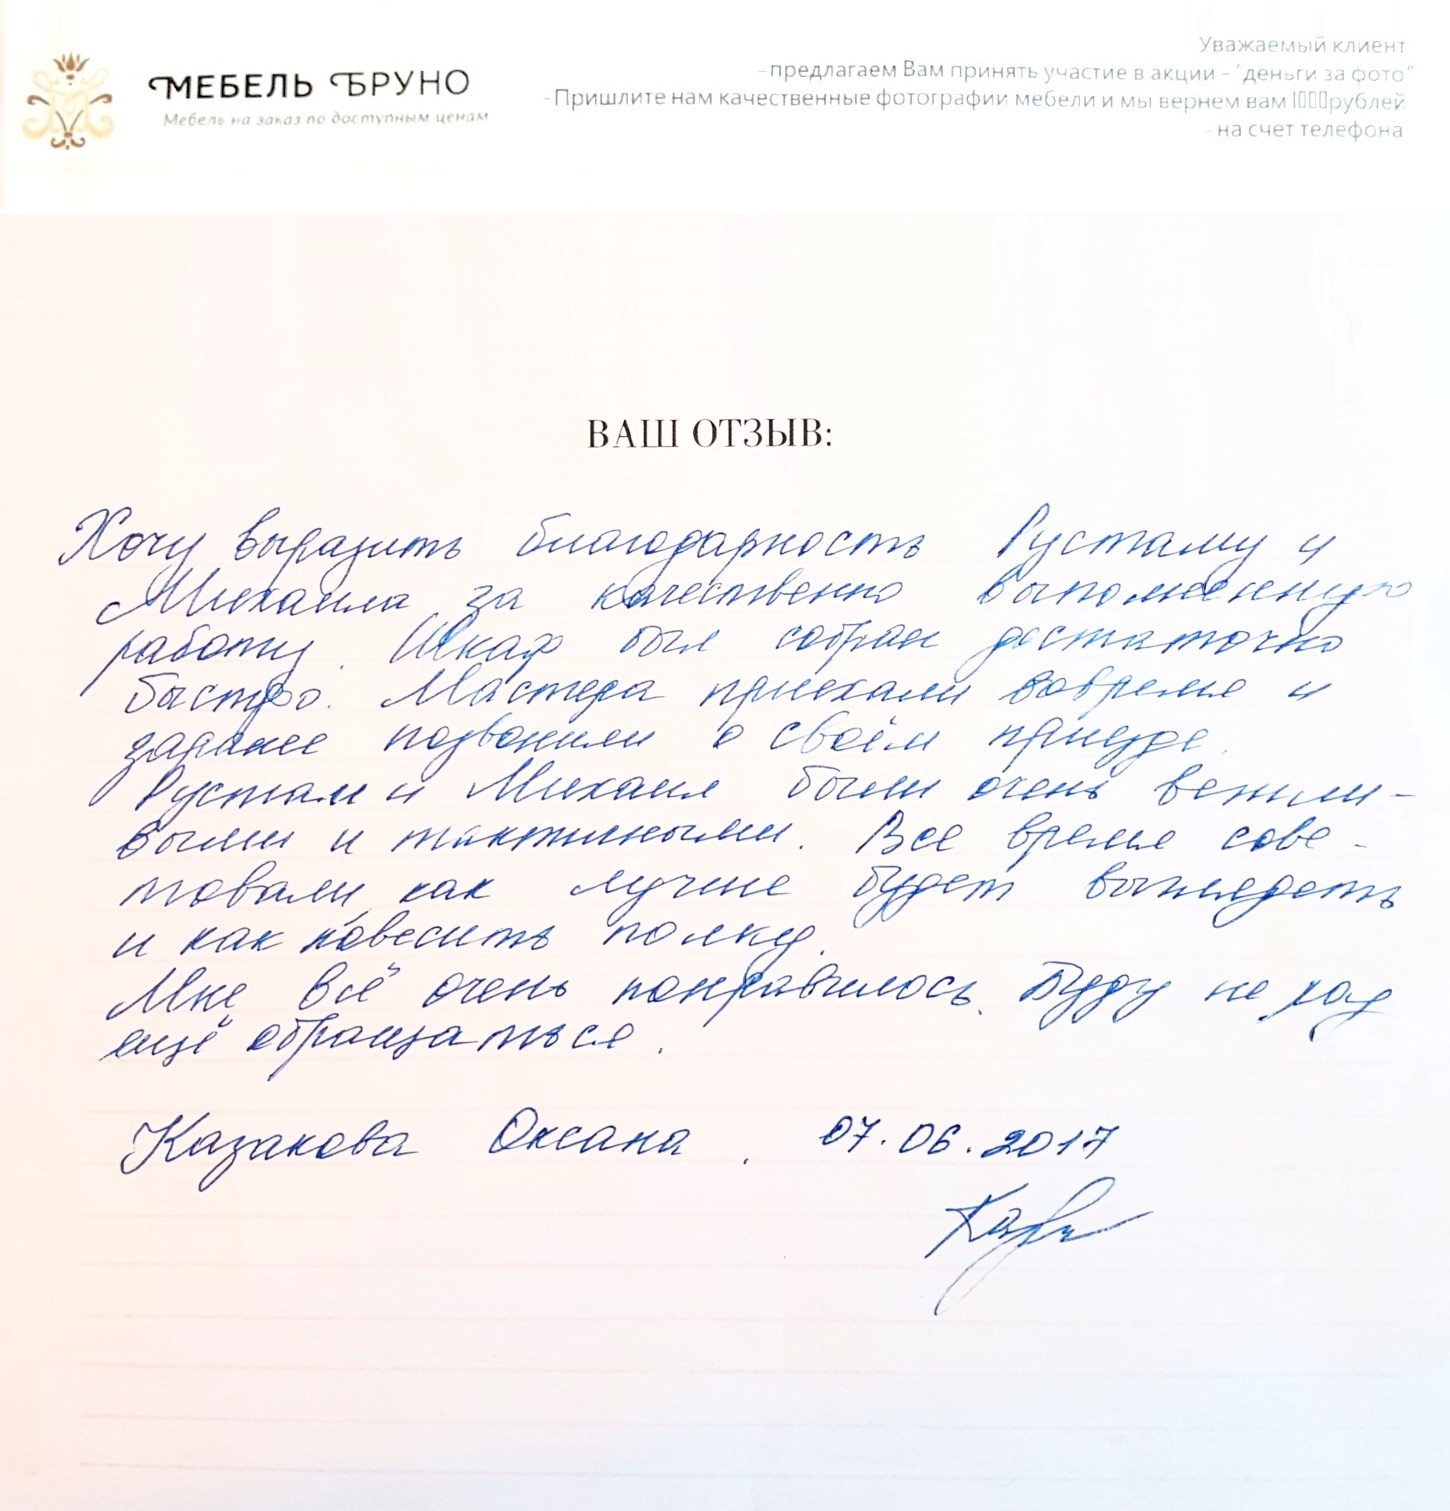 МЕБЕЛЬ БРУНО
Мебель на заказ по доступным ценам
Уважаемый клиент
-предлагаем Вам принять участие в акции - "деньги за фото"
-Пришлите нам качественные фотографии мебели и мы вернем вам 1000рублей
-на счет телефона
ВАШ ОТЗЫВ:
Хочу выразить благодарность Рустаму и
Михаила за качественно выполненную
работу. Шкаф был собран достаточно
быстро. Мастера приехали вовремя и
заранее позвонили о своём приезде.
Рустам и Михаил были очень вежли-
выми и тактичными. Все время сове-
товали как лучше будет выглядеть
и как повесить полку.
Мне всё очень понравилось. Буду не раз
ещё обращаться.
Казакова Оксана. 07.06.2017